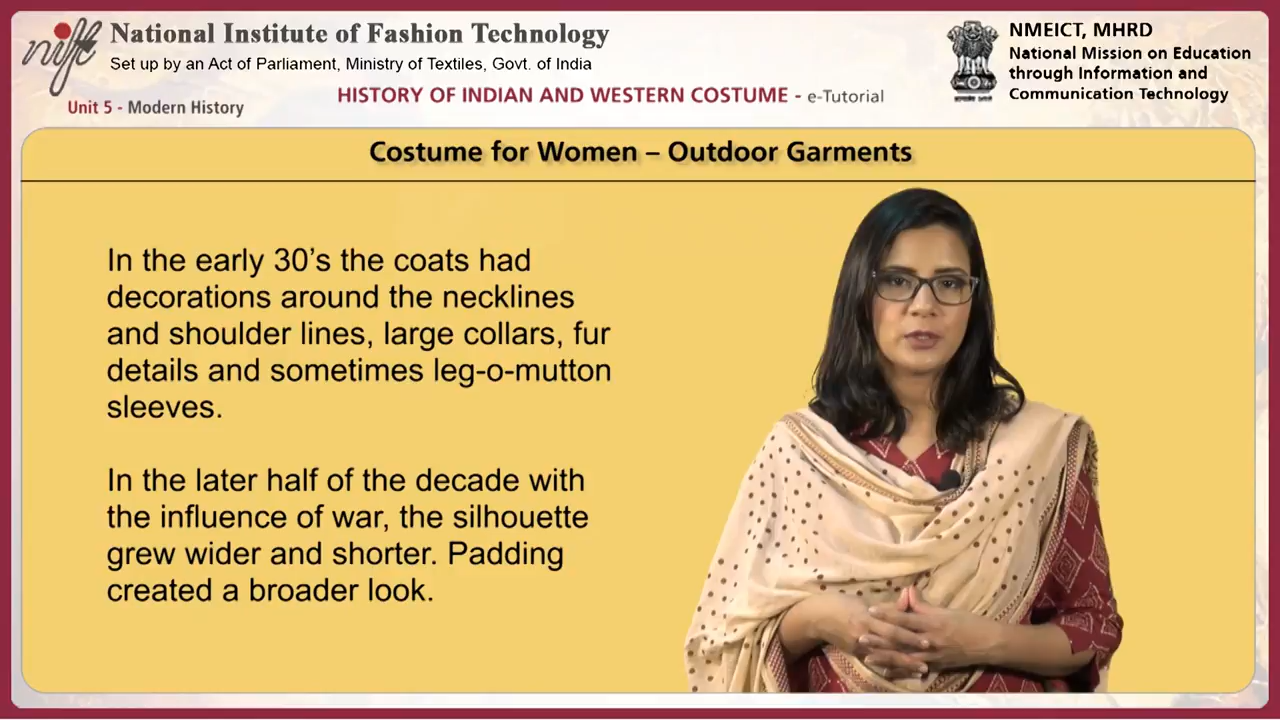 nift
National Institute of Fashion Technology
Set up by an Act of Parliament, Ministry of Textiles, Govt. of India
NMEICT, MHRD
National Mission on Education
through Information and
Communication Technology
Unit 5 - Modern History
HISTORY OF INDIAN AND WESTERN COSTUME - e-Tutorial
Costume for Women – Outdoor Garments
In the early 30’s the coats had
decorations around the necklines
and shoulder lines, large collars, fur
details and sometimes leg-o-mutton
sleeves.
In the later half of the decade with
the influence of war, the silhouette
grew wider and shorter. Padding
created a broader look.